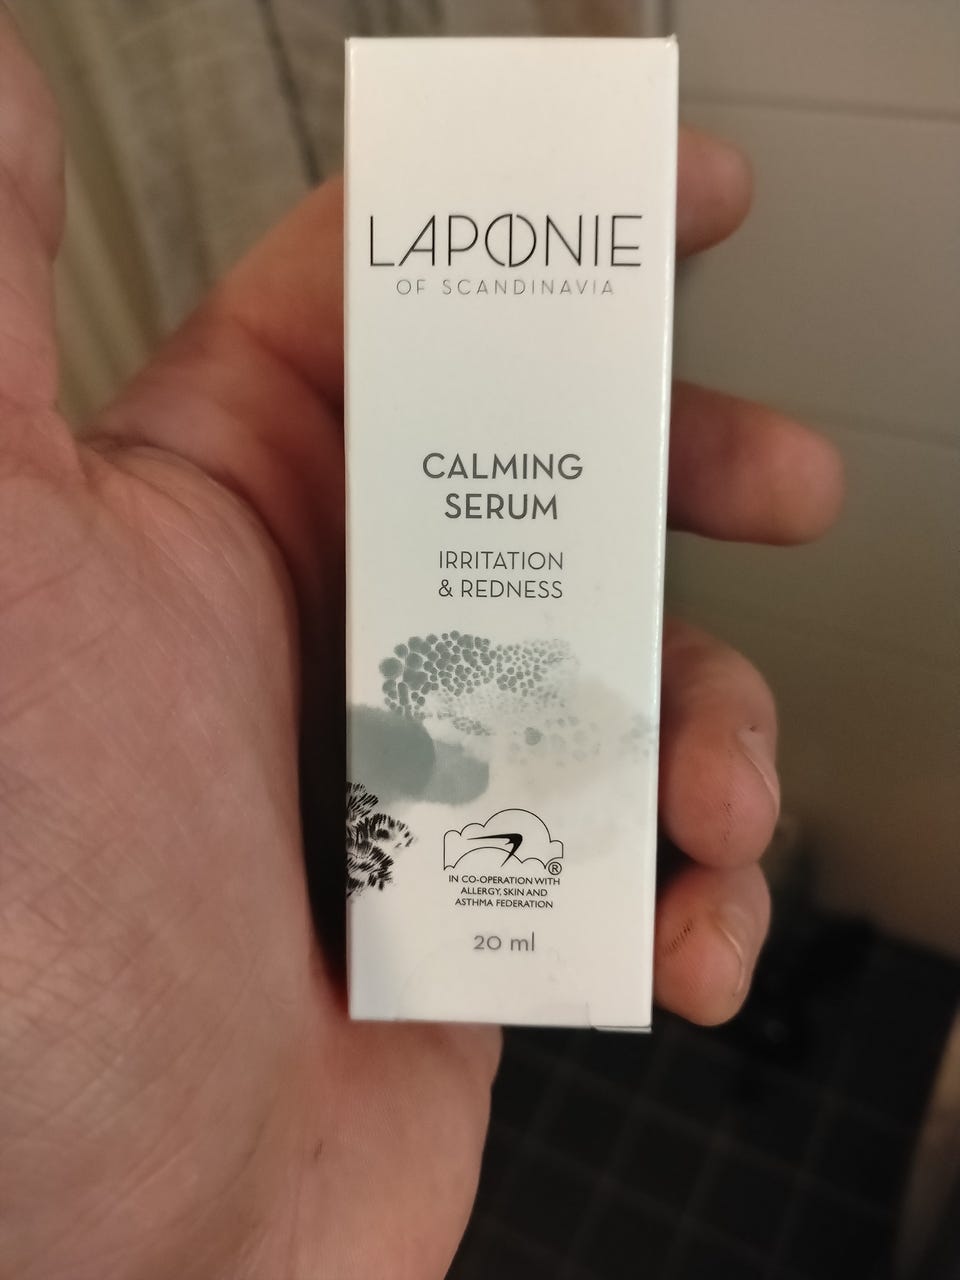 LAPONIE
OF SCANDINAVIA
CALMING
SERUM
IRRITATION
& REDNESS
®
IN CO-OPERATION WITH
ALLERGY, SKIN AND
ASTHMA FEDERATION
20 ml